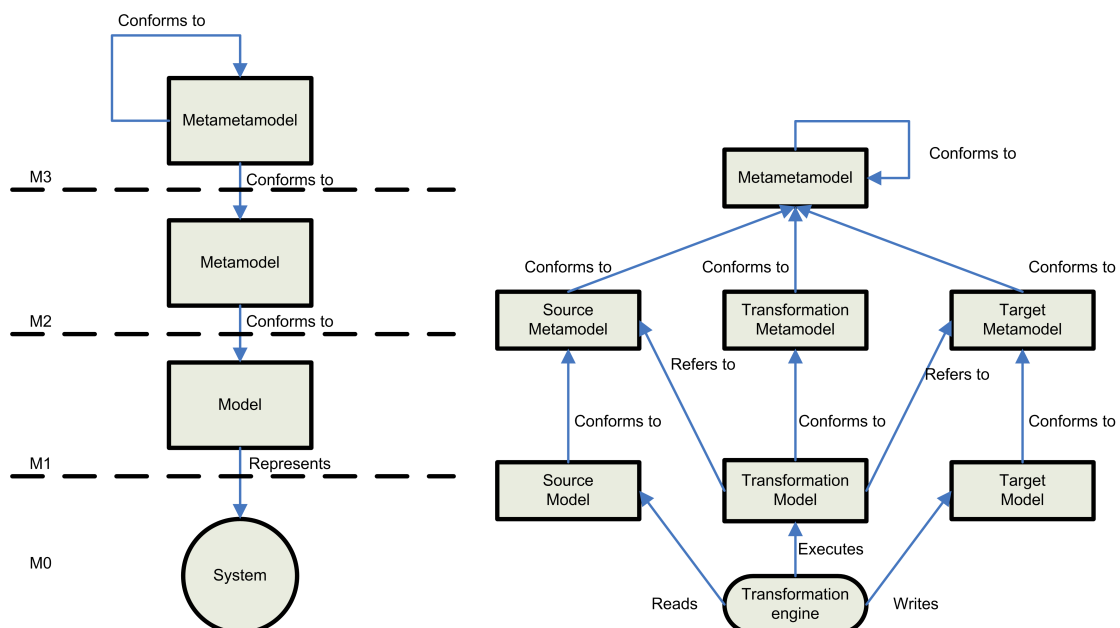 Conforms to
Metametamodel
M3
Conforms to
Metamodel
M2
Conforms to
Model
M1
Represents
M0
System
Conforms to
Metametamodel
Conforms to
Conforms to
Conforms to
Source
Metamodel
Transformation
Metamodel
Target
Metamodel
Refers to
Refers to
Conforms to
Conforms to
Conforms to
Source
Model
Transformation
Model
Target
Model
Executes
Reads
Transformation
engine
Writes